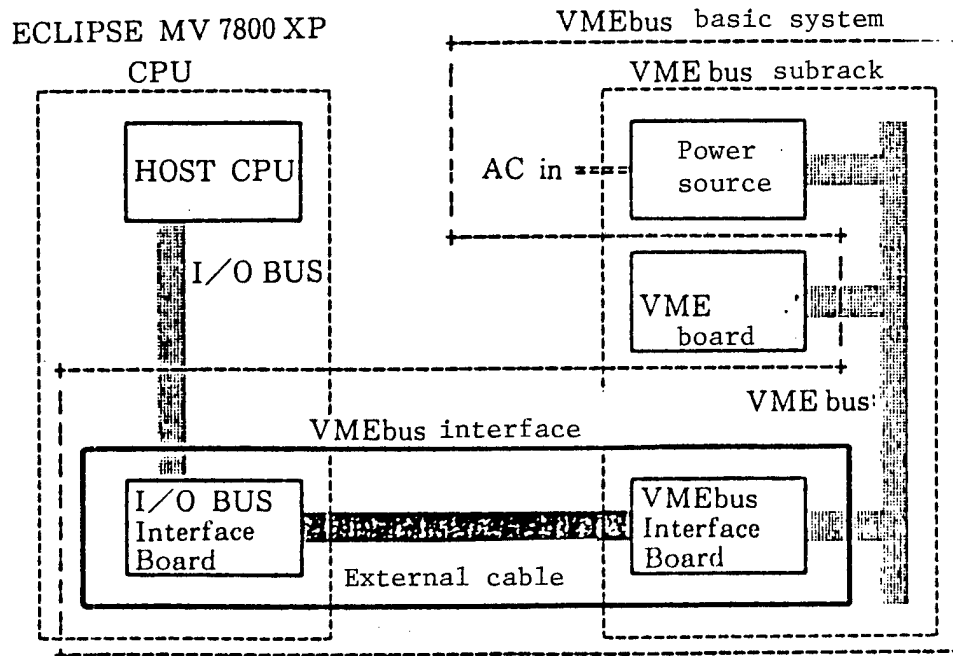 ECLIPSE MV 7800 XP
CPU
VMEbus basic system
VME bus subrack
HOST CPU
AC in
Power
source
I/O BUS
VME
board
VME bus
VMEbus interface
I/O BUS
Interface
Board
VMEbus
Interface
Board
External cable